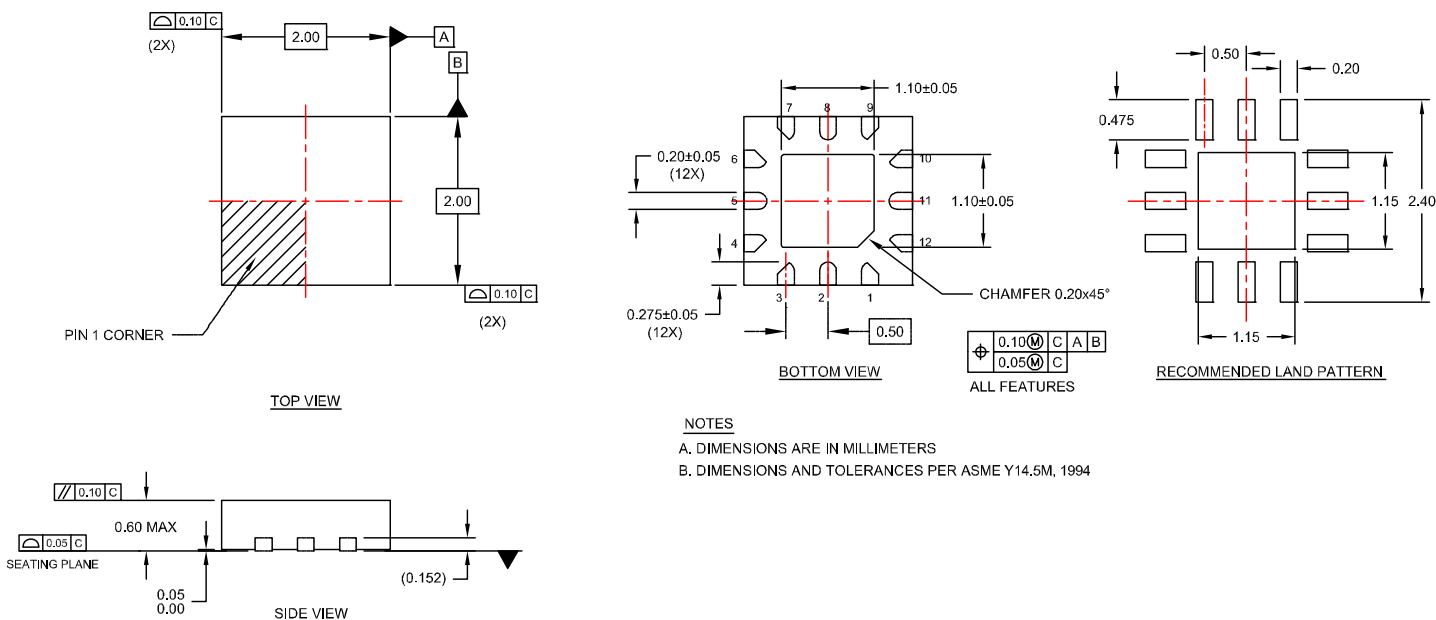 0.10 C
(2X)
2.00
A
B
2.00
0.10 C
(2X)
PIN 1 CORNER
TOP VIEW
1.10±0.05
7 8 9
0.20±0.05
(12X)
6
5
4
10
11
12
1.10±0.05
3 2 1
CHAMFER 0.20x45°
0.275±0.05
(12X)
0.50
BOTTOM VIEW
⌖ 0.10Ⓜ C A B
0.05Ⓜ C
ALL FEATURES
0.50
0.20
0.475
1.15
2.40
1.15
RECOMMENDED LAND PATTERN
NOTES
A. DIMENSIONS ARE IN MILLIMETERS
B. DIMENSIONS AND TOLERANCES PER ASME Y14.5M, 1994
// 0.10 C
0.60 MAX
0.05 C
SEATING PLANE
0.05
0.00
(0.152)
SIDE VIEW